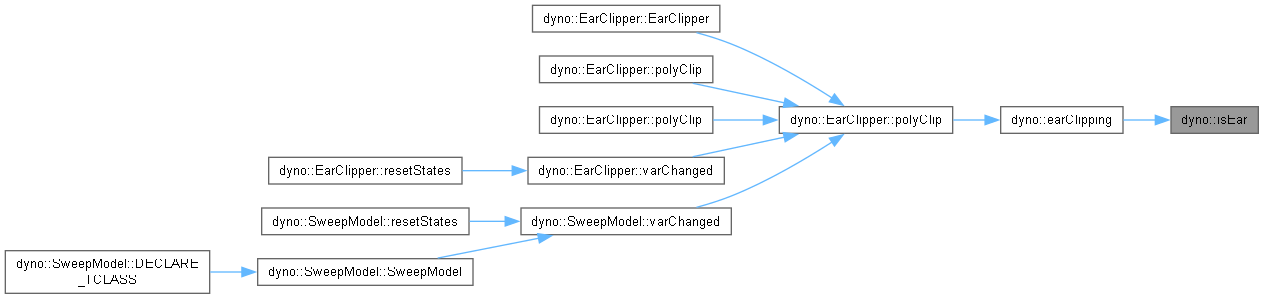 dyno::EarClipper::EarClipper
dyno::EarClipper::polyClip
dyno::EarClipper::polyClip
dyno::EarClipper::polyClip
dyno::earClipping
dyno::isEar
dyno::EarClipper::resetStates
dyno::EarClipper::varChanged
dyno::SweepModel::resetStates
dyno::SweepModel::varChanged
dyno::SweepModel::DECLARE
_TCLASS
dyno::SweepModel::SweepModel